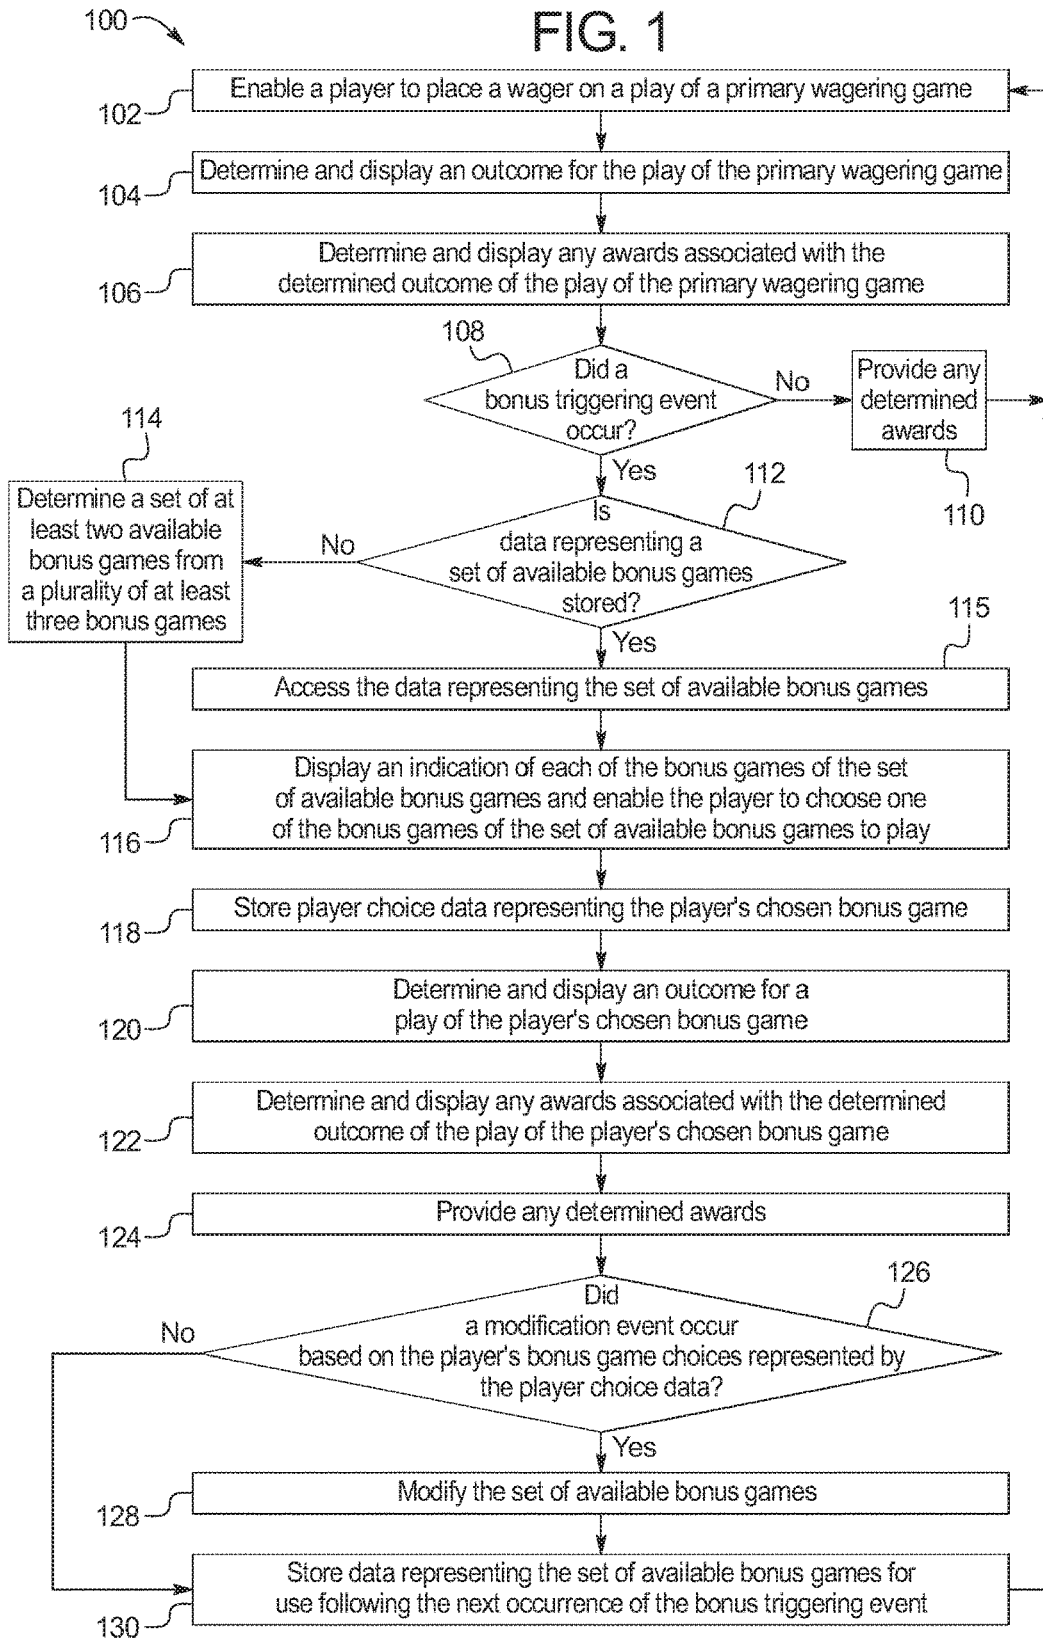 FIG. 1
100
Enable a player to place a wager on a play of a primary wagering game
102
Determine and display an outcome for the play of the primary wagering game
104
Determine and display any awards associated with the
determined outcome of the play of the primary wagering game
106
108
Did a
bonus triggering event
occur?
No
Provide any
determined
awards
110
Yes
112
Is
data representing a
set of available bonus games
stored?
No
114
Determine a set of at
least two available
bonus games from
a plurality of at least
three bonus games
Yes
115
Access the data representing the set of available bonus games
Display an indication of each of the bonus games of the set
of available bonus games and enable the player to choose one
of the bonus games of the set of available bonus games to play
116
Store player choice data representing the player's chosen bonus game
118
Determine and display an outcome for a
play of the player's chosen bonus game
120
Determine and display any awards associated with the determined
outcome of the play of the player's chosen bonus game
122
Provide any determined awards
124
126
Did
a modification event occur
based on the player's bonus game choices represented by
the player choice data?
No
Yes
Modify the set of available bonus games
128
Store data representing the set of available bonus games for
use following the next occurrence of the bonus triggering event
130